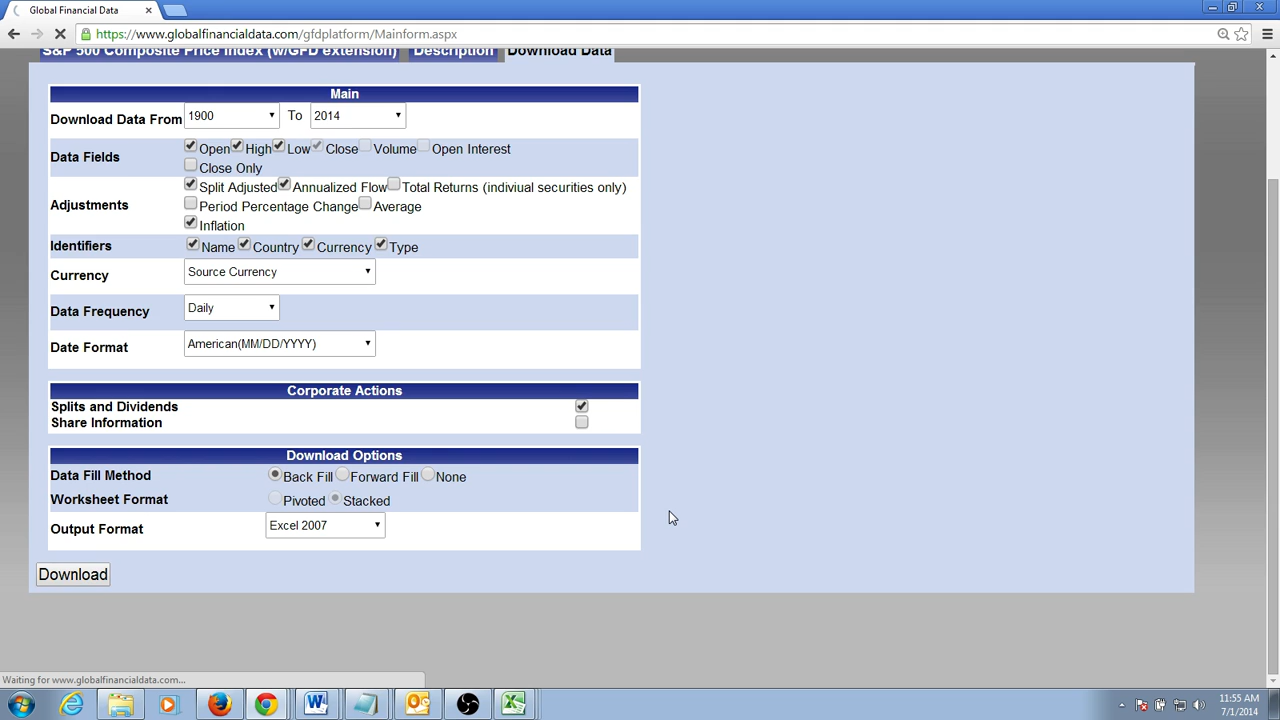 Global Financial Data
https://www.globalfinancialdata.com/gfdplatform/Mainform.aspx
S&P 500 Composite Price Index (w/GFD extension) Description Download Data
Main
Download Data From 1900 To 2014
Data Fields Open High Low Close Volume Open Interest
Close Only
Adjustments Split Adjusted Annualized Flow Total Returns (indiviual securities only)
Period Percentage Change Average
Inflation
Identifiers Name Country Currency Type
Currency Source Currency
Data Frequency Daily
Date Format American(MM/DD/YYYY)
Corporate Actions
Splits and Dividends
Share Information
Download Options
Data Fill Method Back Fill Forward Fill None
Worksheet Format Pivoted Stacked
Output Format Excel 2007
Download
Waiting for www.globalfinancialdata.com...
11:55 AM
7/1/2014